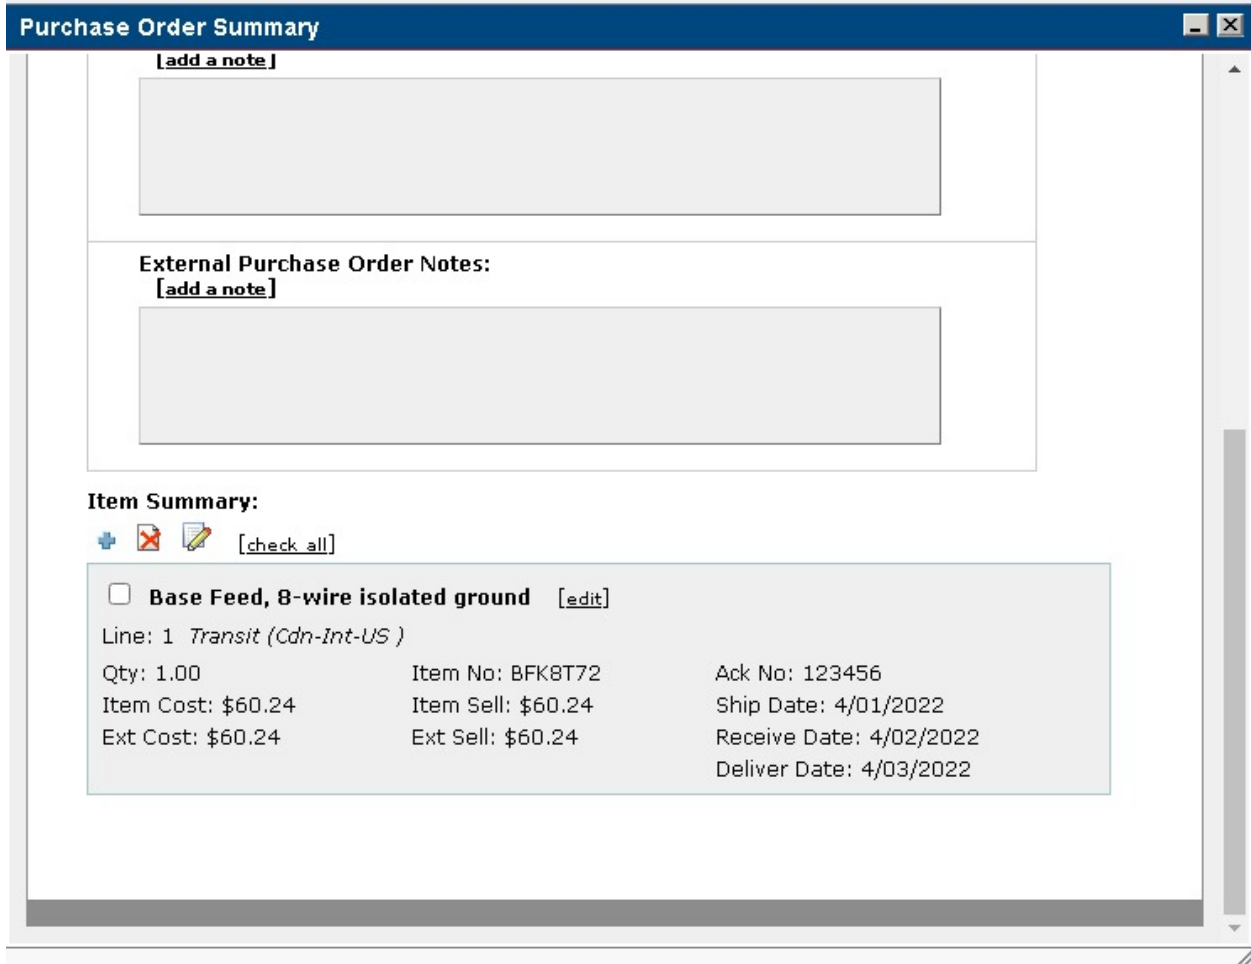 Purchase Order Summary
[add a note]
External Purchase Order Notes:
[add a note]
Item Summary:
[check all]
Base Feed, 8-wire isolated ground [edit]
Line: 1 Transit (Cdn-Int-US )
Qty: 1.00 Item No: BFK8T72 Ack No: 123456
Item Cost: $60.24 Item Sell: $60.24 Ship Date: 4/01/2022
Ext Cost: $60.24 Ext Sell: $60.24 Receive Date: 4/02/2022
Deliver Date: 4/03/2022